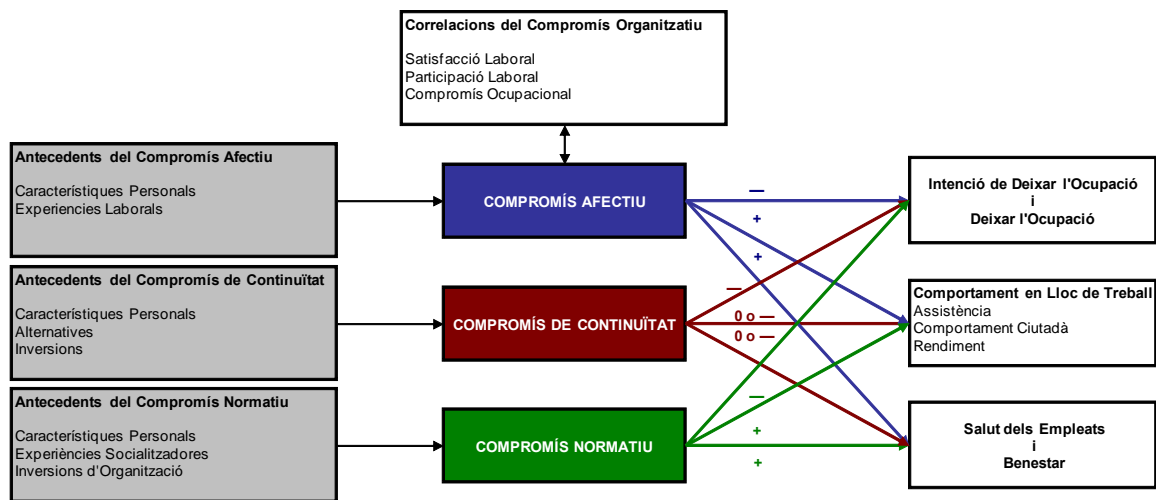 Correlacions del Compromís Organitzatiu
Satisfacció Laboral
Participació Laboral
Compromís Ocupacional
Antecedents del Compromís Afectiu
Característiques Personals
Experiencies Laborals
COMPROMÍS AFECTIU
—
+
+
Intenció de Deixar l'Ocupació
i
Deixar l'Ocupació
Antecedents del Compromís de Continuïtat
Característiques Personals
Alternatives
Inversions
COMPROMÍS DE CONTINUÏTAT
—
0 o —
0 o —
Comportament en Lloc de Treball
Assistència
Comportament Ciutadà
Rendiment
Antecedents del Compromís Normatiu
Característiques Personals
Experiències Socialitzadores
Inversions d'Organització
COMPROMÍS NORMATIU
—
+
+
Salut dels Empleats
i
Benestar